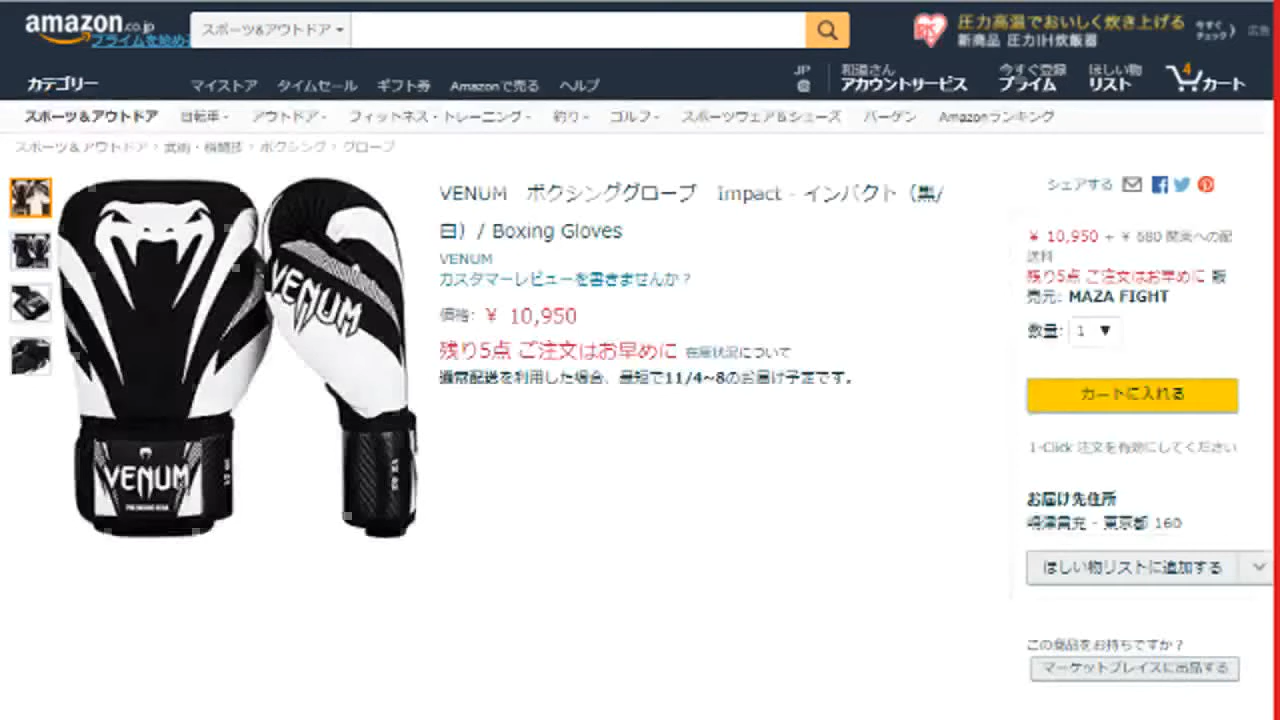 amazon.co.jp
プライムを始め
スポーツ&アウトドア
圧力高温でおいしく炊き上げる
新商品 圧力IH炊飯器
今すぐ
チェック
広告
カテゴリー
マイストア タイムセール ギフト券 Amazonで売る ヘルプ
JP
和道さん
アカウントサービス
今すぐ登録
プライム
ほしい物
リスト
4
カート
スポーツ&アウトドア 自転車 アウトドア フィットネス・トレーニング 釣り ゴルフ スポーツウェア&シューズ バーゲン Amazonランキング
スポーツ&アウトドア › 武術・格闘技 › ボクシング › グローブ
VENUM ボクシンググローブ Impact - インパクト (黒/
白) / Boxing Gloves
VENUM
カスタマーレビューを書きませんか?
価格: ¥ 10,950
残り5点 ご注文はお早めに 在庫状況について
通常配送を利用した場合、最短で11/4~8のお届け予定です。
VENUM
VENUM
シェアする
¥ 10,950 + ¥ 680 関東への配
送料
残り5点 ご注文はお早めに 販
売元: MAZA FIGHT
数量: 1
カートに入れる
1-Click 注文を有効にしてください
お届け先住所
東京都 160
ほしい物リストに追加する
この商品をお持ちですか?
マーケットプレイスに出品する